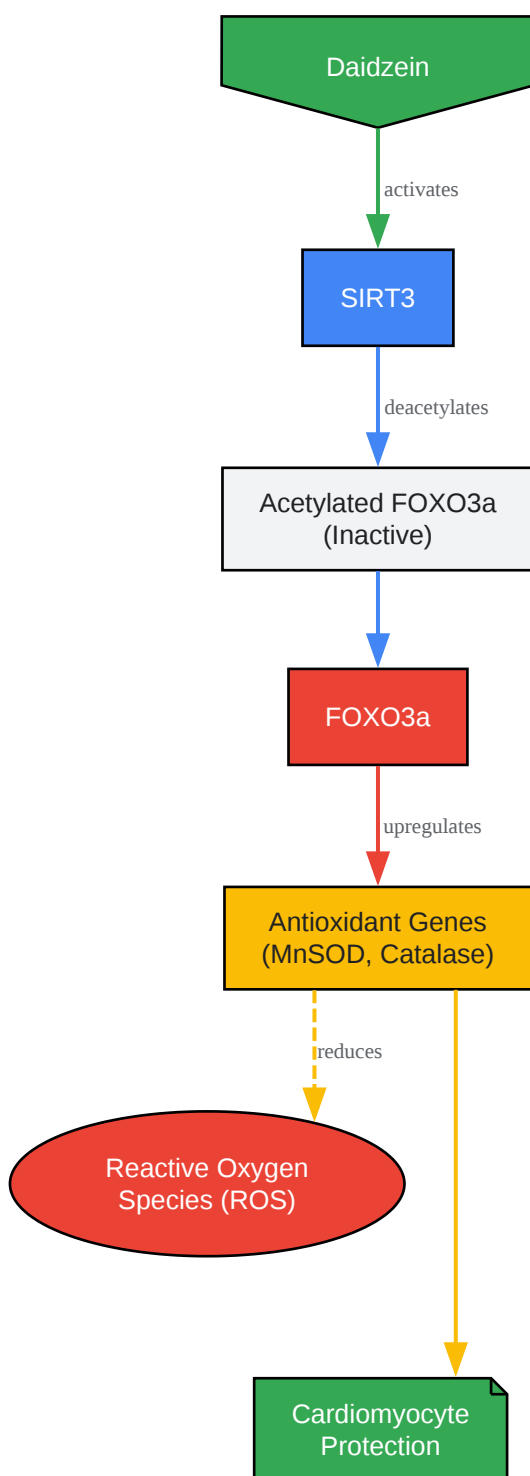 Daidzein
activates
SIRT3
deacetylates
Acetylated FOXO3a
(Inactive)
FOXO3a
upregulates
Antioxidant Genes
(MnSOD, Catalase)
reduces
Reactive Oxygen
Species (ROS)
Cardiomyocyte
Protection